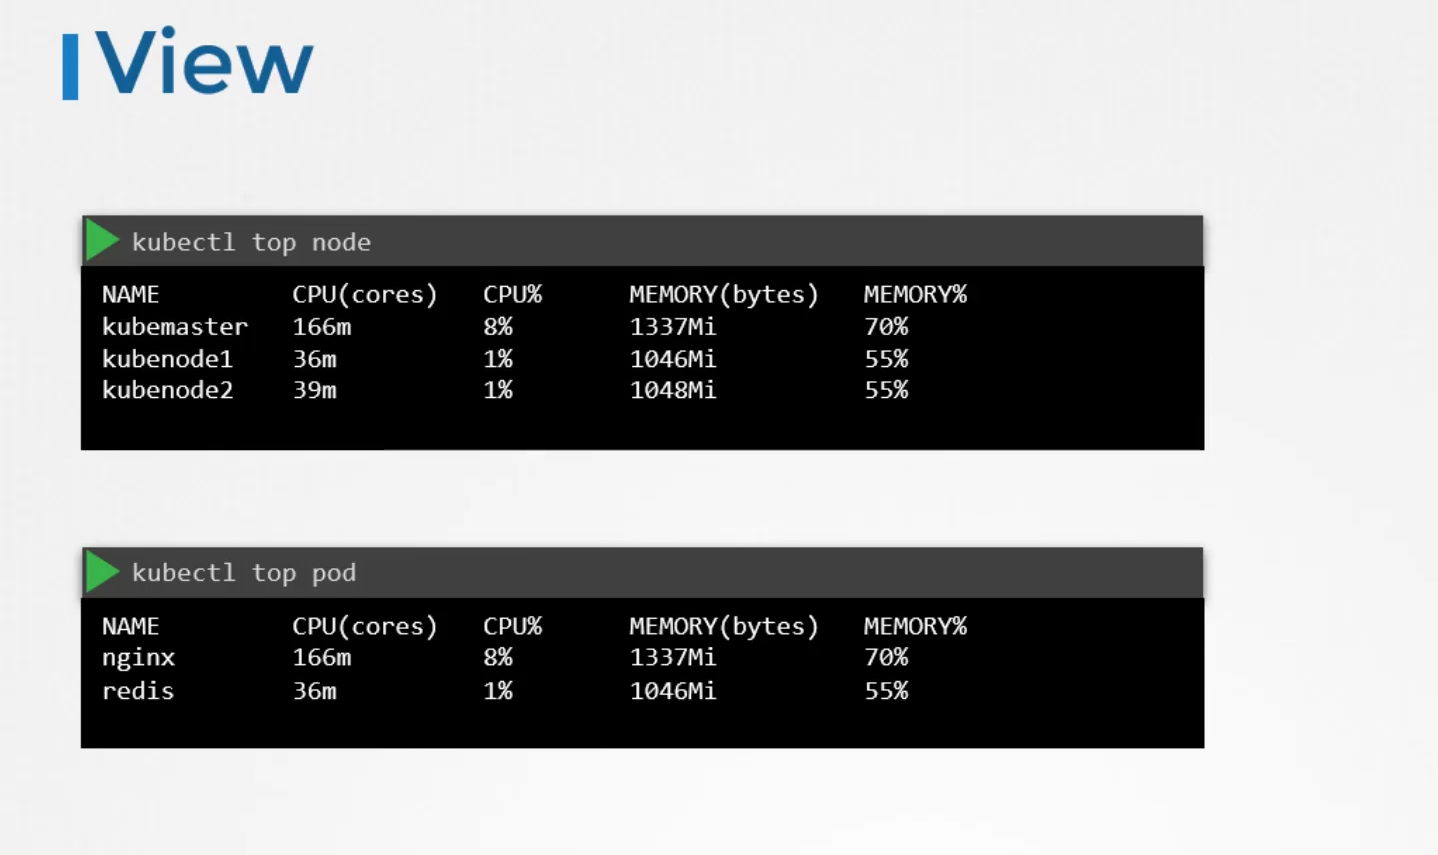 View
kubectl top node
NAME CPU(cores) CPU% MEMORY(bytes) MEMORY%
kubemaster 166m 8% 1337Mi 70%
kubenode1 36m 1% 1046Mi 55%
kubenode2 39m 1% 1048Mi 55%
kubectl top pod
NAME CPU(cores) CPU% MEMORY(bytes) MEMORY%
nginx 166m 8% 1337Mi 70%
redis 36m 1% 1046Mi 55%